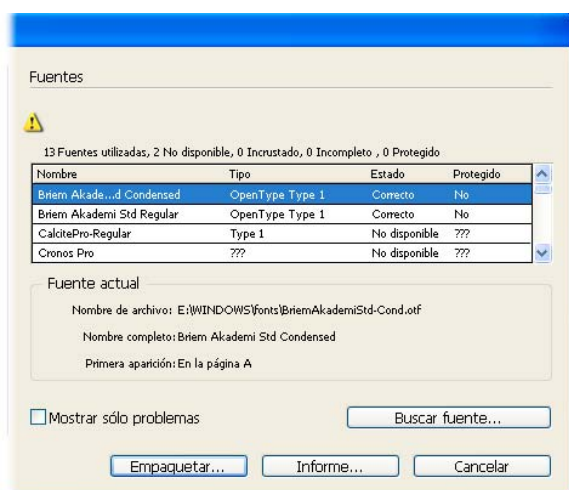 Fuentes
13 Fuentes utilizadas, 2 No disponible, 0 Incrustado, 0 Incompleto , 0 Protegido
Nombre Tipo Estado Protegido
Briem Akade...d Condensed OpenType Type 1 Correcto No
Briem Akademi Std Regular OpenType Type 1 Correcto No
CalcitePro-Regular Type 1 No disponible ???
Cronos Pro ??? No disponible ???
Fuente actual
Nombre de archivo: E:\WINDOWS\fonts\BriemAkademiStd-Cond.otf
Nombre completo: Briem Akademi Std Condensed
Primera aparición: En la página A
Mostrar sólo problemas Buscar fuente...
Empaquetar... Informe... Cancelar